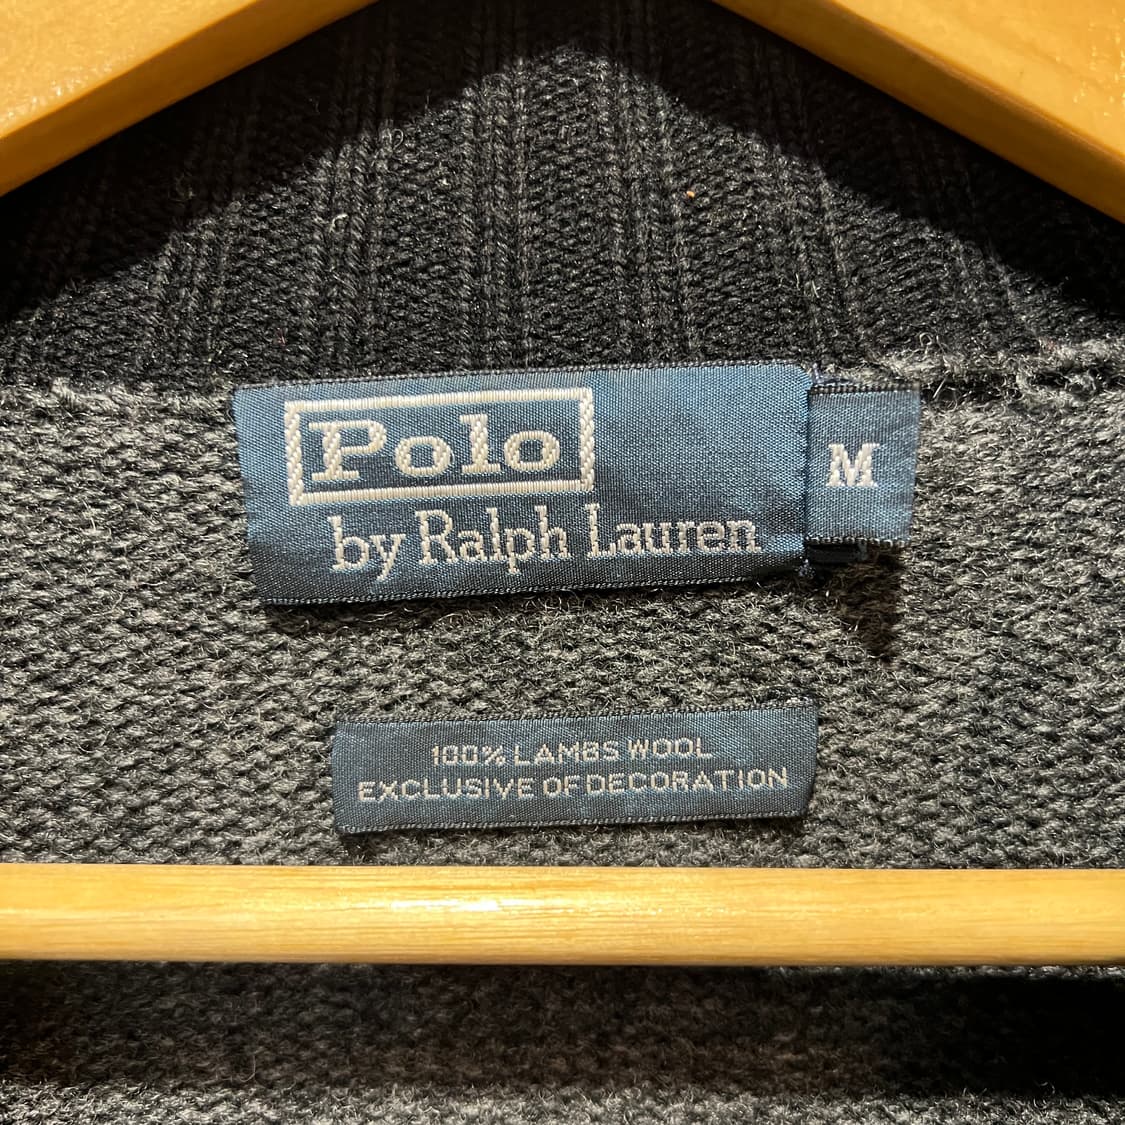 Polo
by Ralph Lauren
M
100% LAMBS WOOL
EXCLUSIVE OF DECORATION